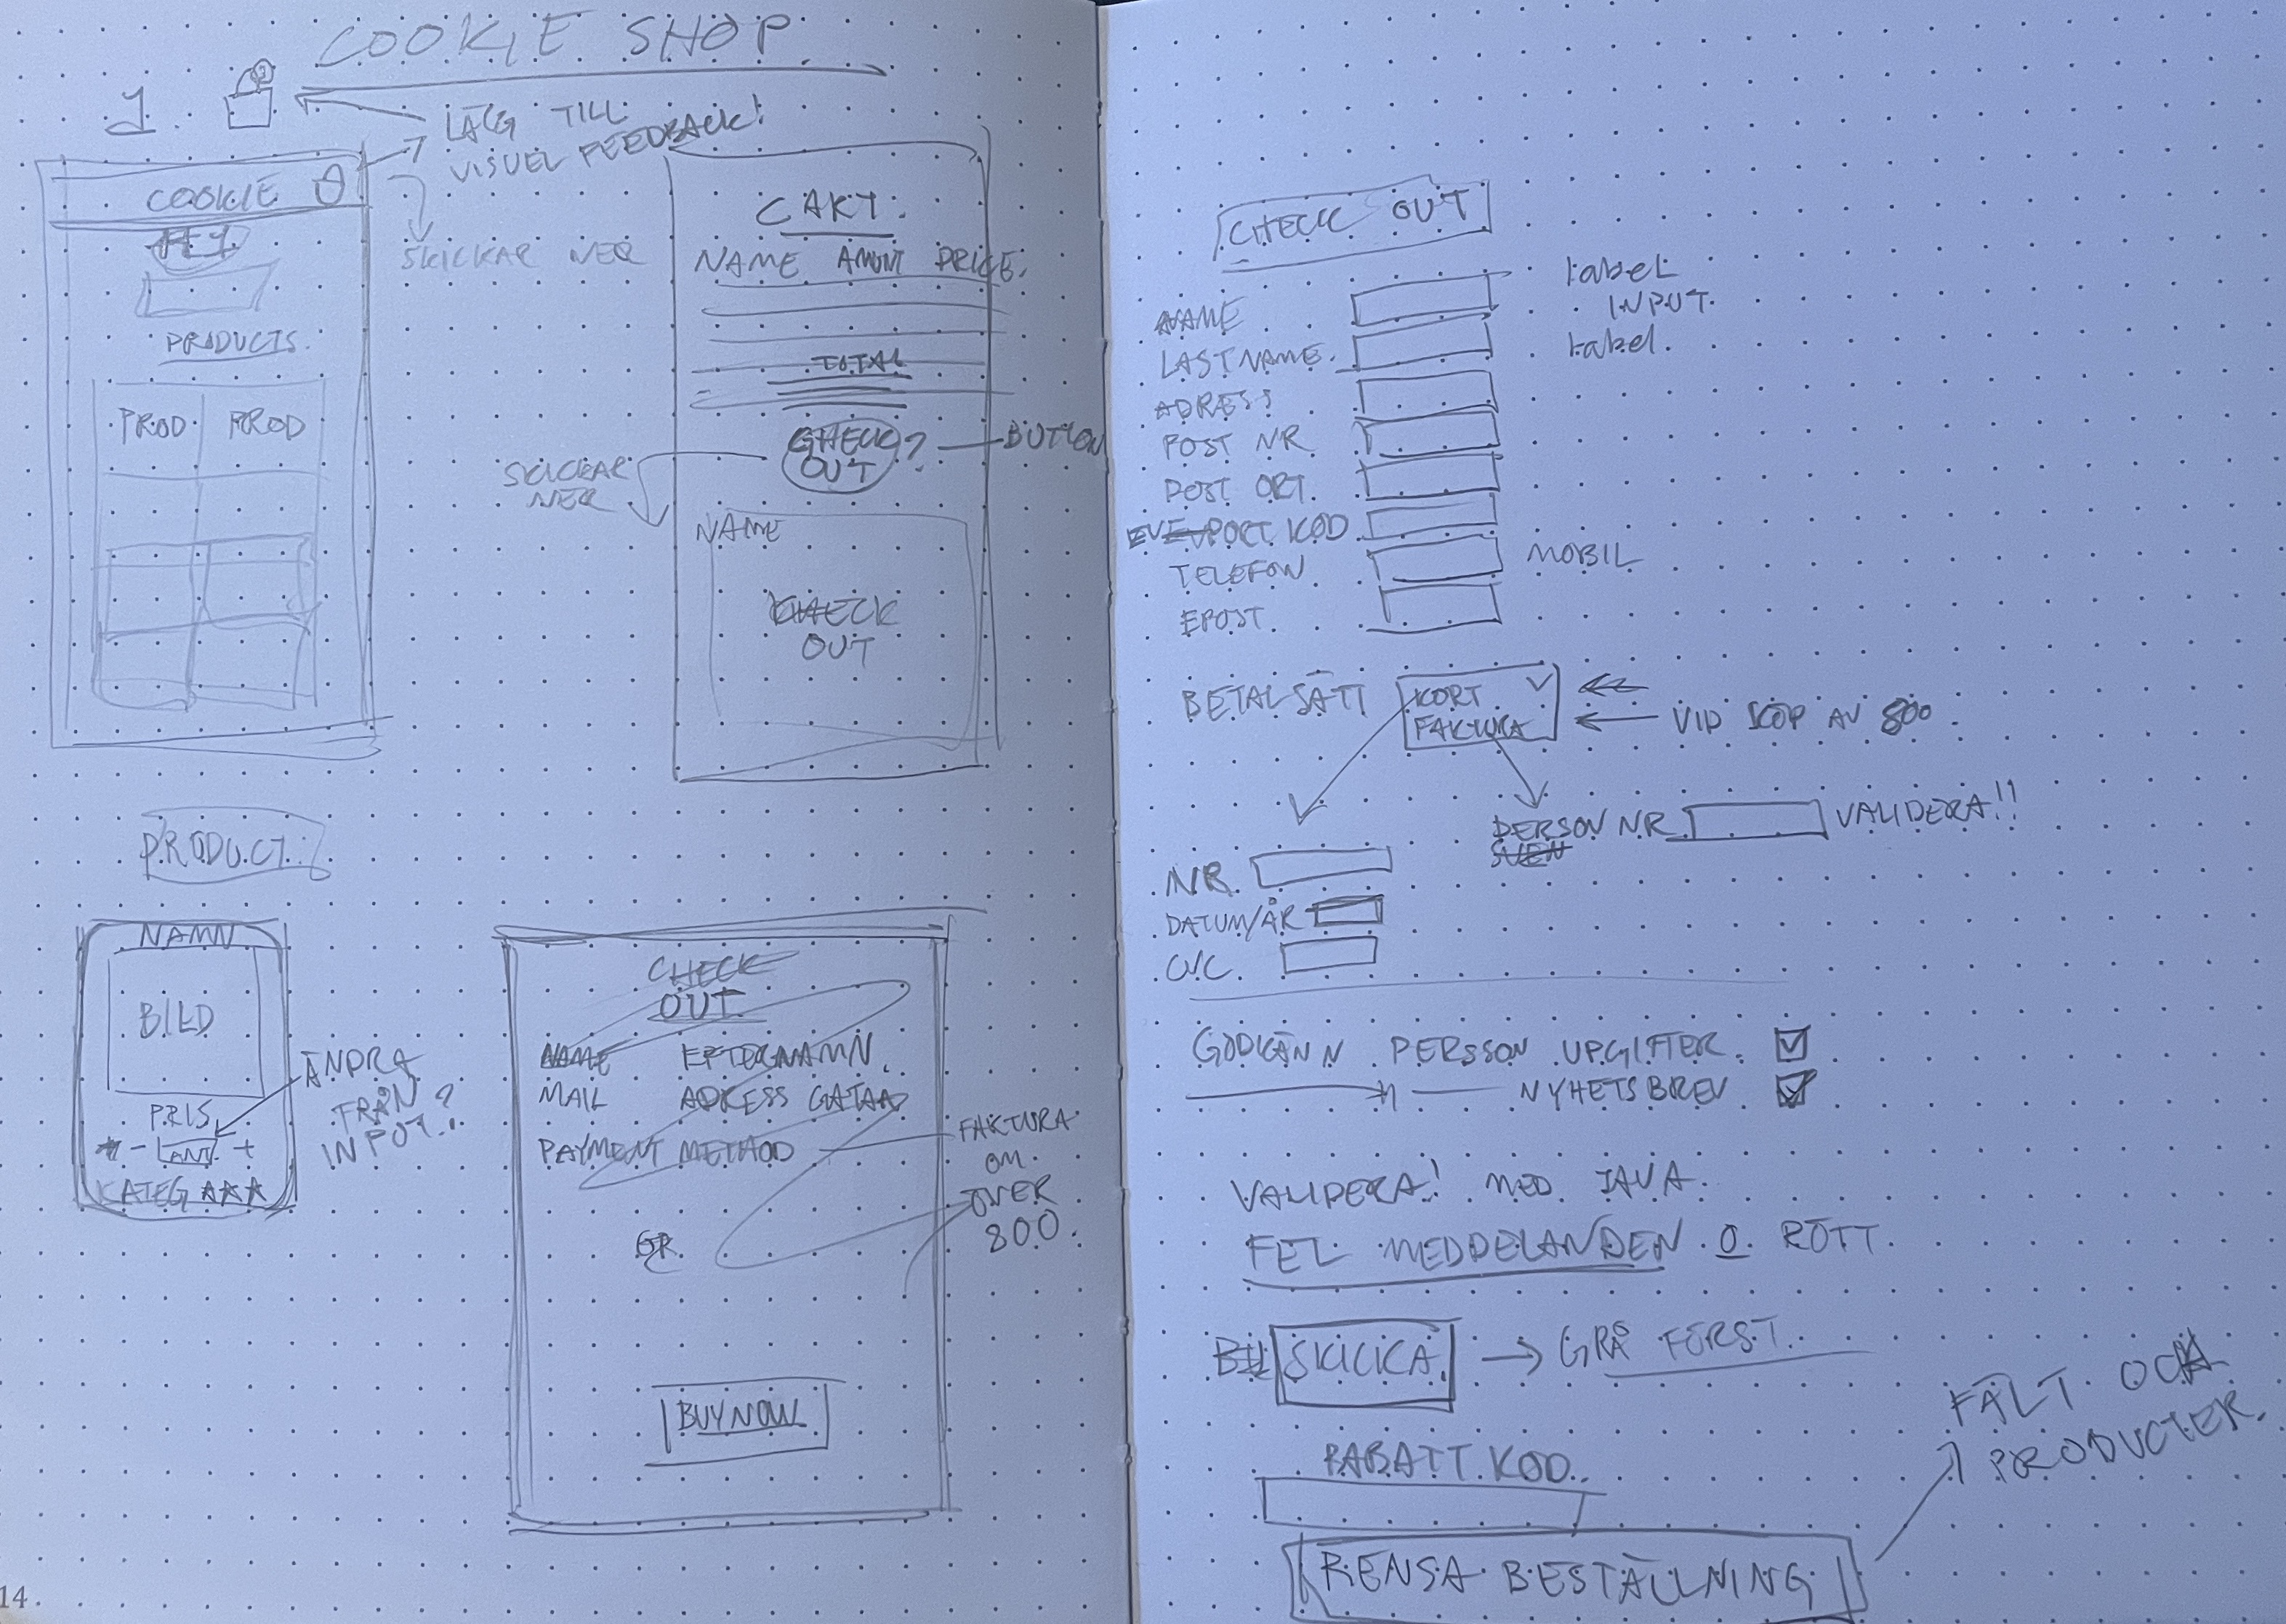 COOKIE SHOP
1.
LÄGG TILL
VISUEL FEEDBACK!
COOKIE
SKICKAR NER
PRODUCTS.
PROD PROD
CART.
NAME AMUNT PRICE.
TOTAL
CHECK OUT? BUTTON
SKICKAR
NER
NAME
CHECK
OUT
PRODUCT.
NAMN
BILD
PRIS
- ANT. +
KATEG
ÄNDRA
FRÅN
INPUT?
CHECK
OUT.
NAME EFTERNAMN.
MAIL ADRESS GATAD
PAYMENT METHOD
FAKTURA
OM
ÖVER
800.
GR.
BUY NOW
14.
CHECK OUT
NAME
LASTNAME.
ADRESS
POST NR
POST ORT.
EV PORT KOD
TELEFON. MOBIL
EPOST.
label
INPUT.
label.
BETALSÄTT KORT
FAKTURA
VID KÖP AV 800.
PERSON NR VALIDERA!!
NR.
DATUM/ÅR
CVC.
GODKÄNN PERSSON UPGIFTER.
NYHETSBREV
VALIDERA! MED JAVA.
FEL MEDDELANDEN O RÖTT
SKICKA GRÅ FÖRST.
RABATT KOD.
RENSA BESTÄLLNING
FÄLT OCH
PRODUCTER.